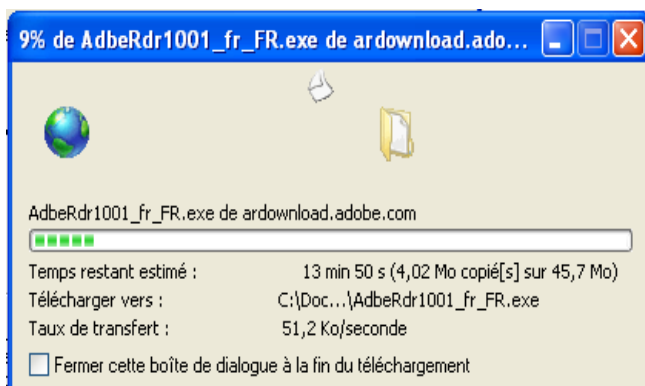 9% de AdbeRdr1001_fr_FR.exe de ardownload.ado...
AdbeRdr1001_fr_FR.exe de ardownload.adobe.com
Temps restant estimé : 13 min 50 s (4,02 Mo copié[s] sur 45,7 Mo)
Télécharger vers : C:\Doc...\AdbeRdr1001_fr_FR.exe
Taux de transfert : 51,2 Ko/seconde
Fermer cette boîte de dialogue à la fin du téléchargement